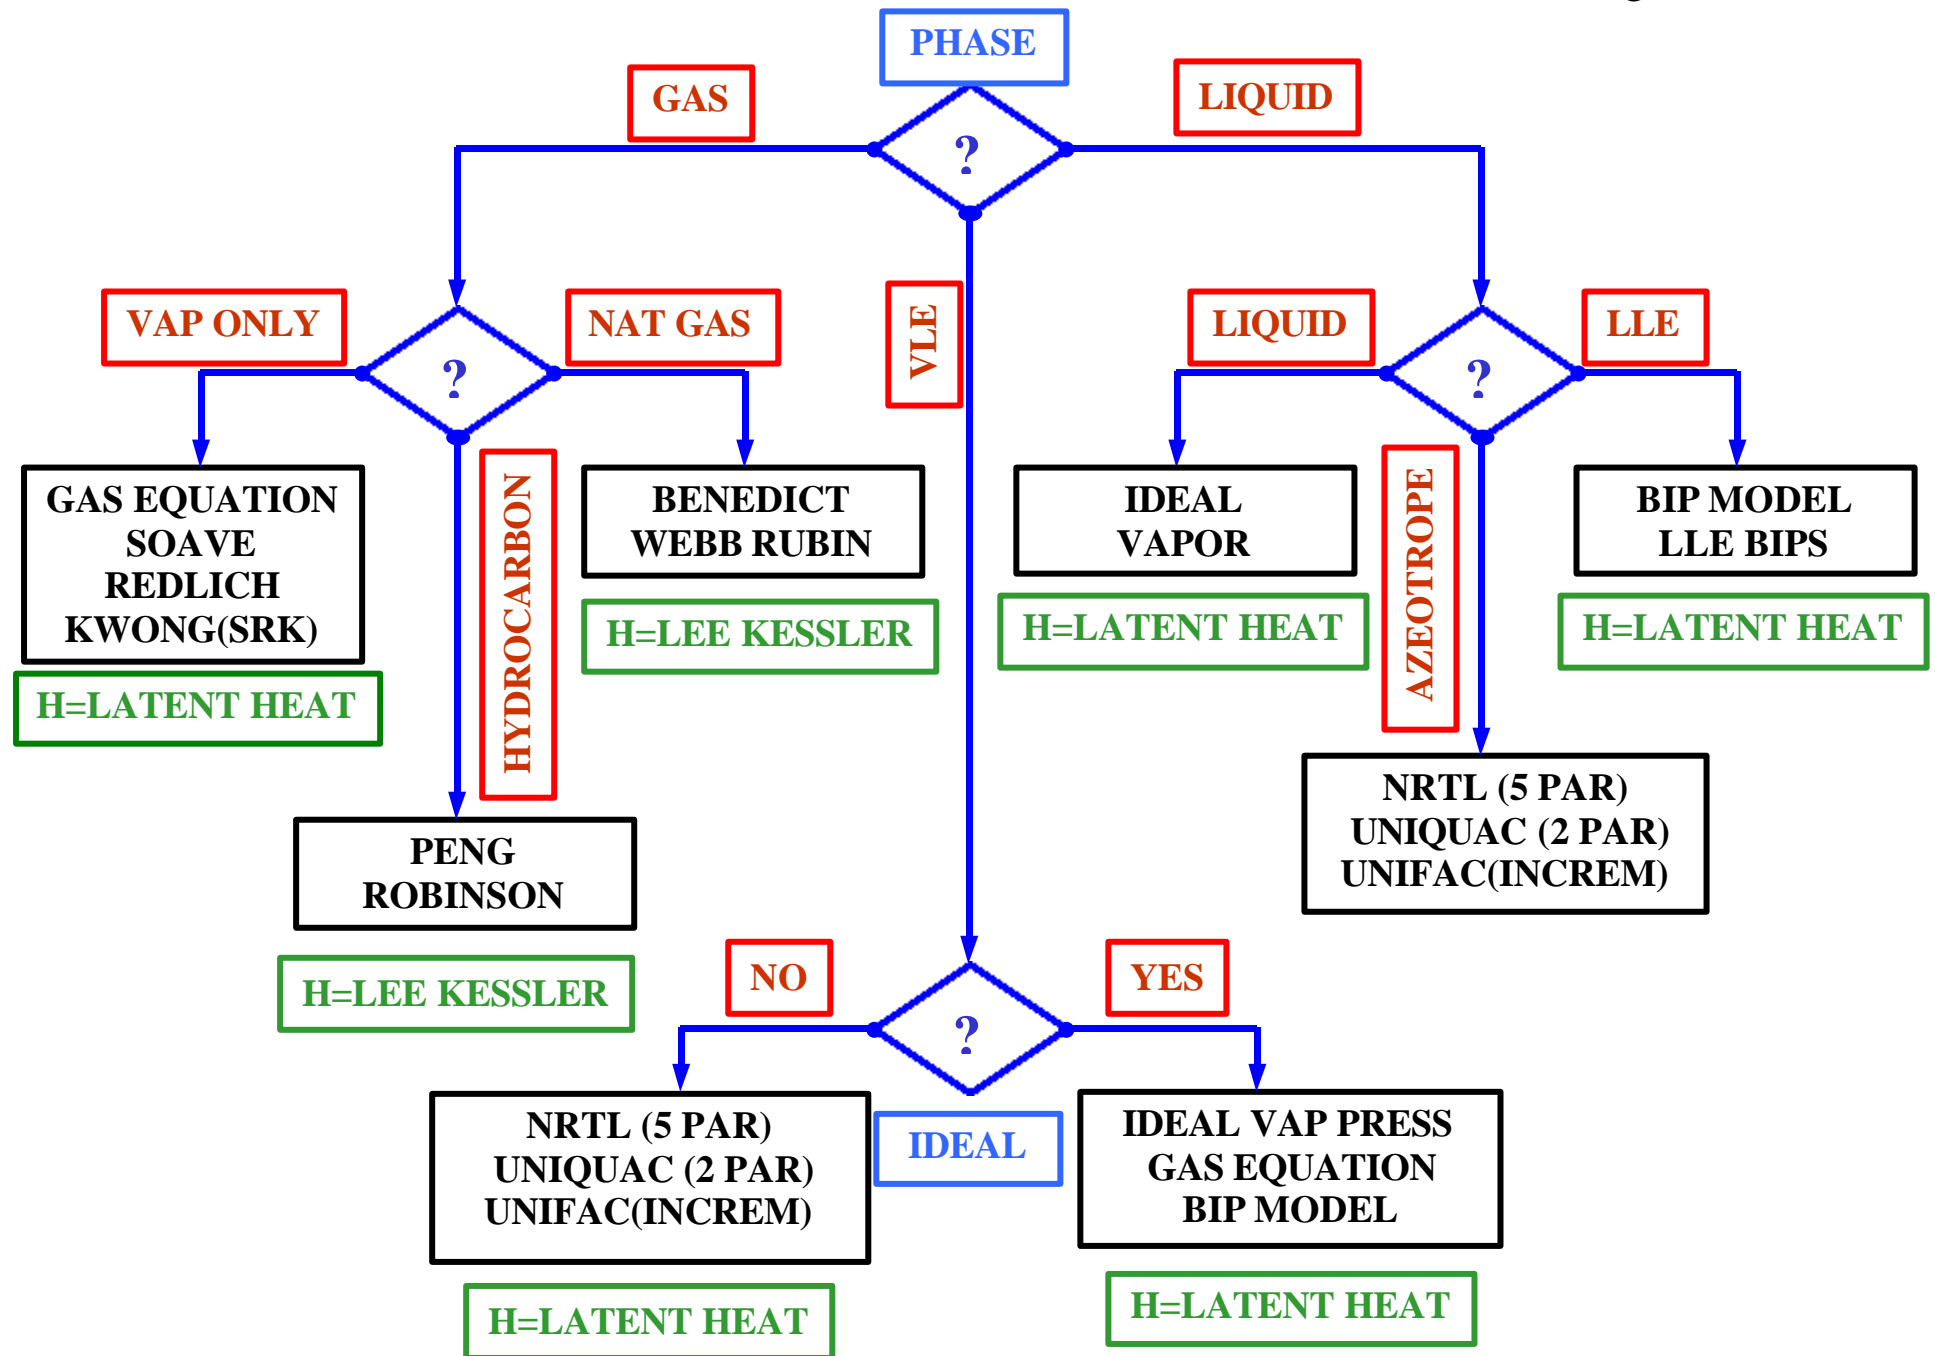 PHASE
GAS
LIQUID
?
VAP ONLY
NAT GAS
VLE
LIQUID
LLE
?
?
GAS EQUATION
SOAVE
REDLICH
KWONG(SRK)
H=LATENT HEAT
HYDROCARBON
BENEDICT
WEBB RUBIN
H=LEE KESSLER
IDEAL
VAPOR
H=LATENT HEAT
AZEOTROPE
BIP MODEL
LLE BIPS
H=LATENT HEAT
PENG
ROBINSON
H=LEE KESSLER
NRTL (5 PAR)
UNIQUAC (2 PAR)
UNIFAC(INCREM)
NO
YES
?
IDEAL
NRTL (5 PAR)
UNIQUAC (2 PAR)
UNIFAC(INCREM)
H=LATENT HEAT
IDEAL VAP PRESS
GAS EQUATION
BIP MODEL
H=LATENT HEAT